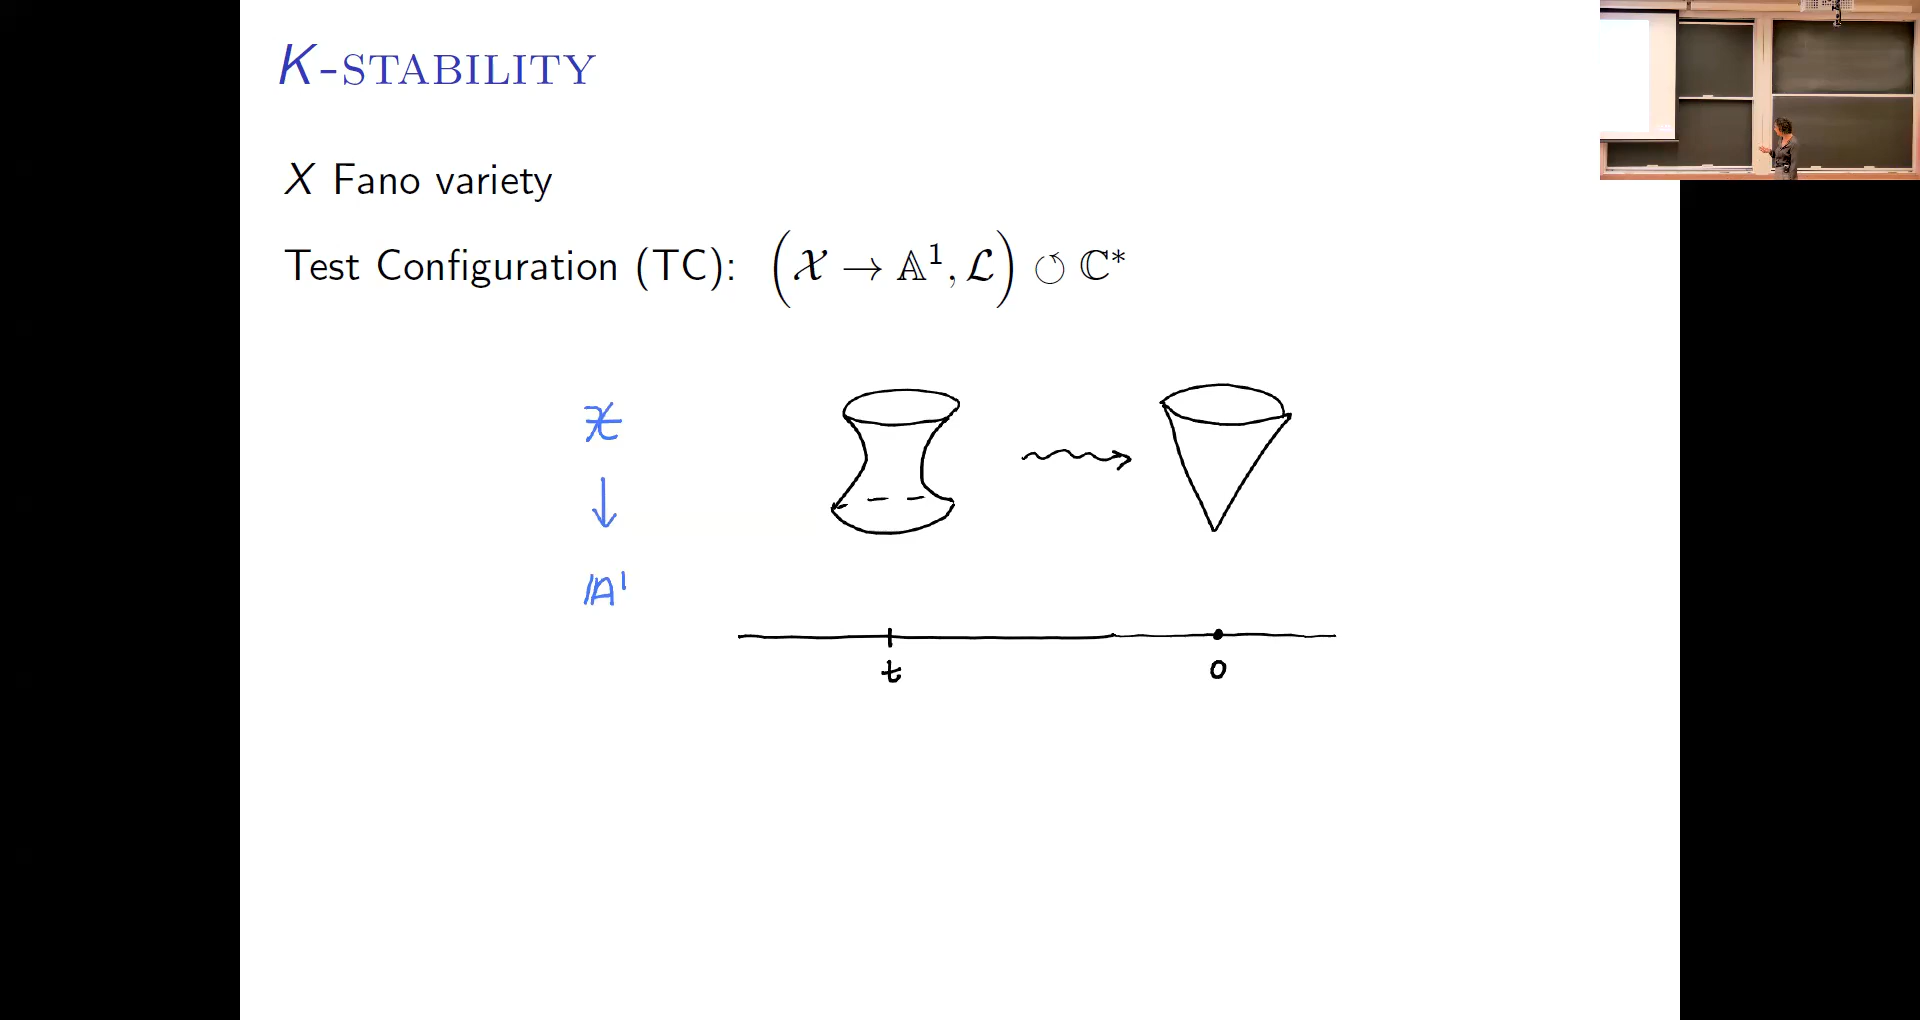 K-STABILITY
X Fano variety
Test Configuration (TC): (𝒳 → 𝔸¹, ℒ) ↺ ℂ*
𝒳
↓
𝔸¹
t 0